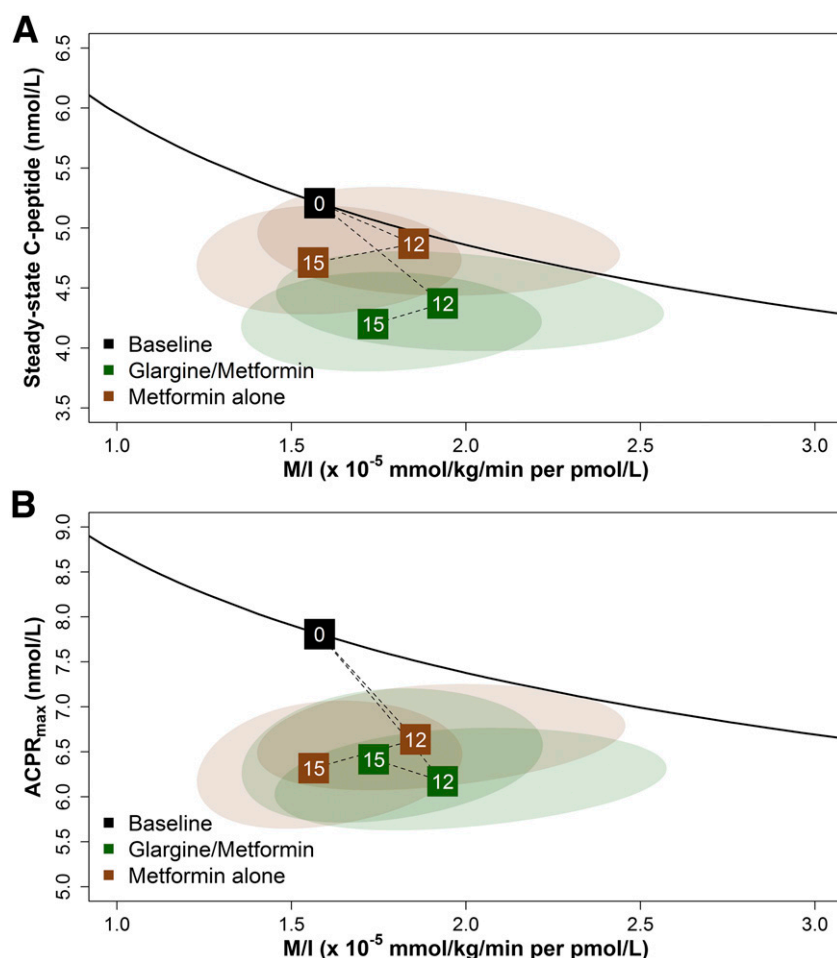 A
Steady-state C-peptide (nmol/L)
6.5
6.0
5.5
5.0
4.5
4.0
3.5
0
12
15
12
15
Baseline
Glargine/Metformin
Metformin alone
1.0 1.5 2.0 2.5 3.0
M/I (x 10⁻⁵ mmol/kg/min per pmol/L)
B
ACPRmax (nmol/L)
9.0
8.5
8.0
7.5
7.0
6.5
6.0
5.5
5.0
0
12
15
15
12
Baseline
Glargine/Metformin
Metformin alone
1.0 1.5 2.0 2.5 3.0
M/I (x 10⁻⁵ mmol/kg/min per pmol/L)